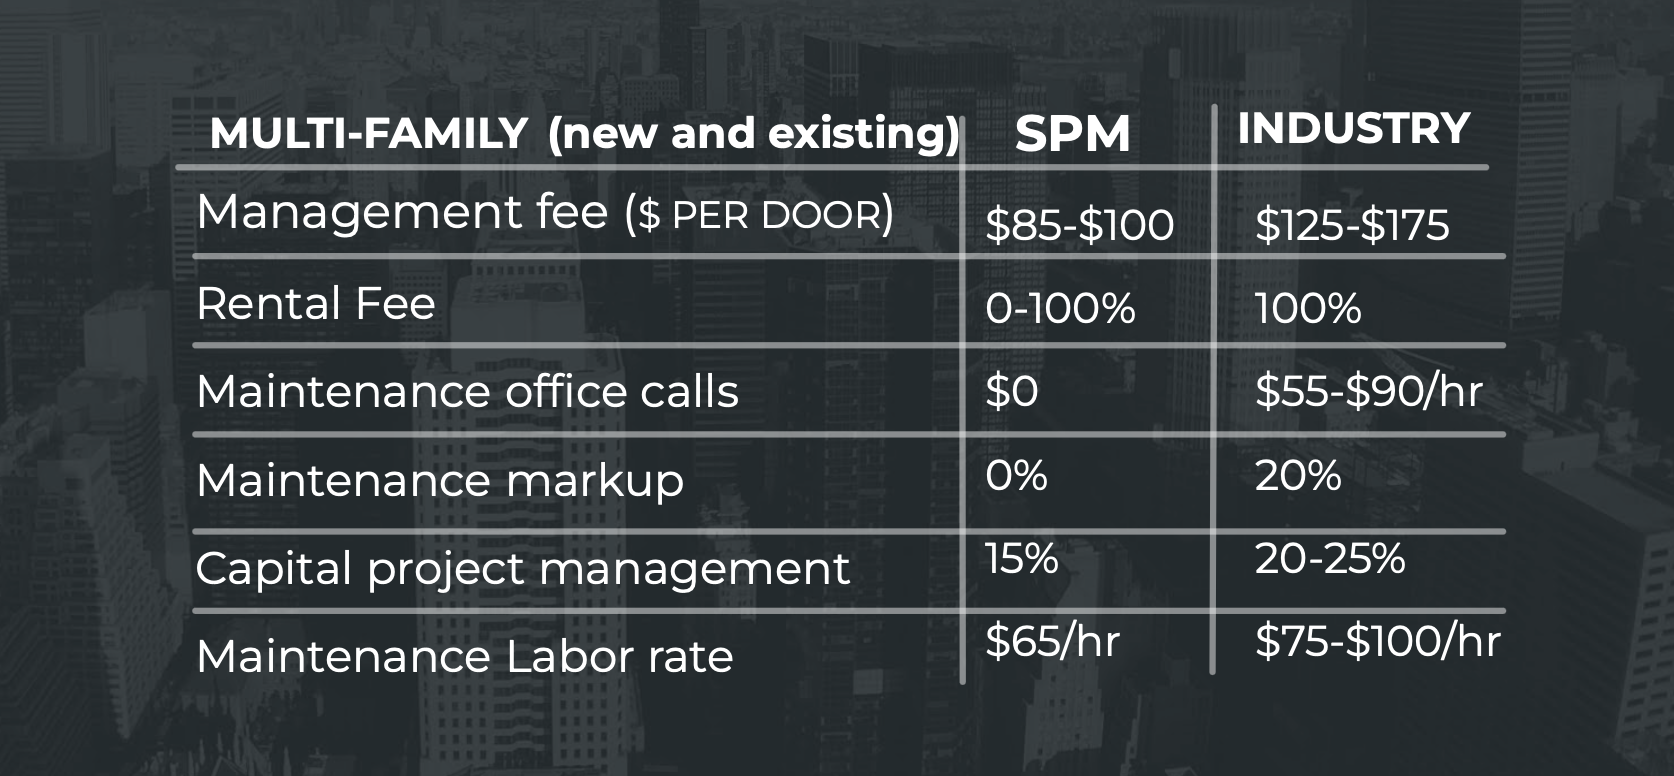 MULTI-FAMILY (new and existing) SPM INDUSTRY
Management fee ($ PER DOOR) $85-$100 $125-$175
Rental Fee 0-100% 100%
Maintenance office calls $0 $55-$90/hr
Maintenance markup 0% 20%
Capital project management 15% 20-25%
Maintenance Labor rate $65/hr $75-$100/hr